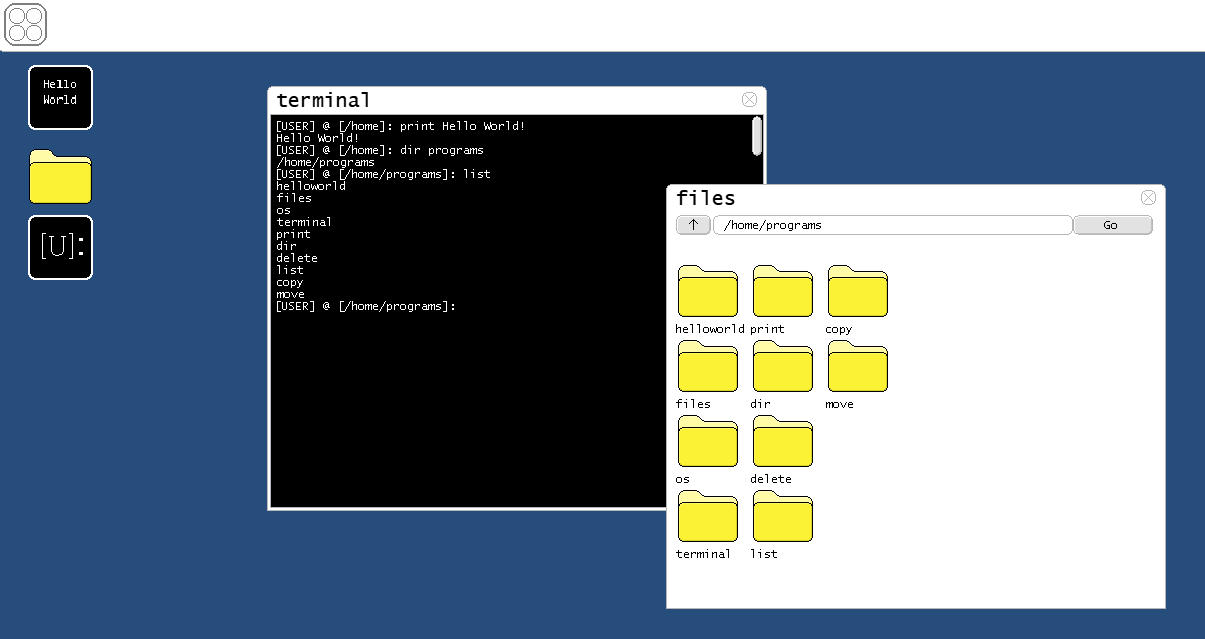 Hello
World
[U]:
terminal
[USER] @ [/home]: print Hello World!
Hello World!
[USER] @ [/home]: dir programs
/home/programs
[USER] @ [/home/programs]: list
helloworld
files
os
terminal
print
dir
delete
list
copy
move
[USER] @ [/home/programs]:
files
↑ /home/programs Go
helloworld print copy
files dir move
os delete
terminal list